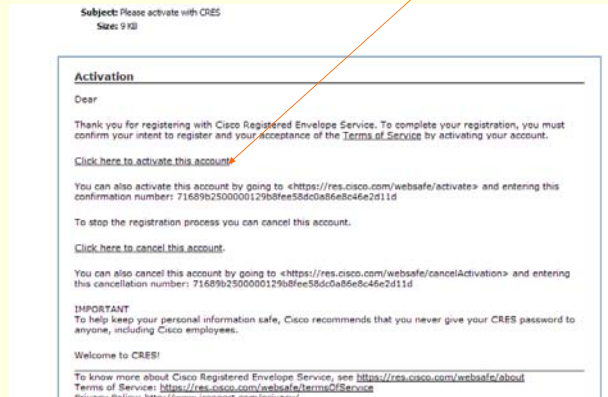 Subject: Please activate with CRES
Size: 9 KB
Activation
Dear
Thank you for registering with Cisco Registered Envelope Service. To complete your registration, you must
confirm your intent to register and your acceptance of the Terms of Service by activating your account.
Click here to activate this account
You can also activate this account by going to <https://res.cisco.com/websafe/activate> and entering this
confirmation number: 71689b2500000129b8fee58dc0a86e8c46e2d11d
To stop the registration process you can cancel this account.
Click here to cancel this account.
You can also cancel this account by going to <https://res.cisco.com/websafe/cancelActivation> and entering
this cancellation number: 71689b2500000129b8fee58dc0a86e8c46e2d11d
IMPORTANT
To help keep your personal information safe, Cisco recommends that you never give your CRES password to
anyone, including Cisco employees.
Welcome to CRES!
To know more about Cisco Registered Envelope Service, see https://res.cisco.com/websafe/about
Terms of Service: https://res.cisco.com/websafe/termsOfService
Privacy Policy: http://www.ironport.com/privacy/